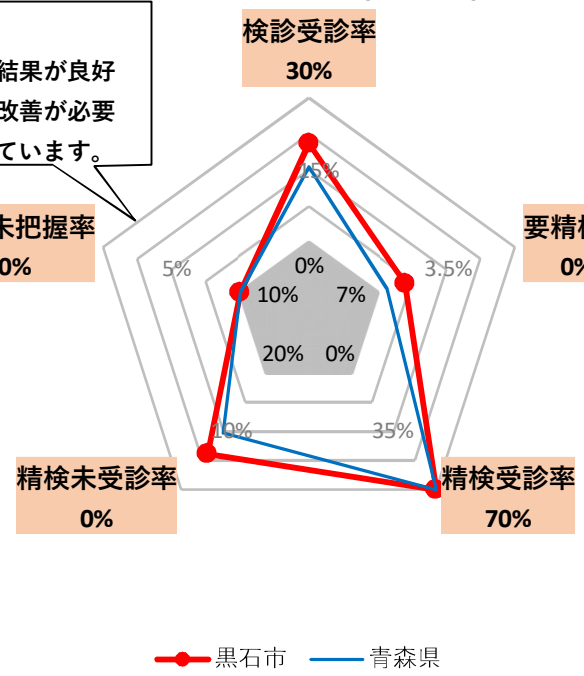 検診受診率
30%
結果が良好
改善が必要
ています。
15%
未把握率
0%
要精検
0%
5%
3.5%
0%
10%
7%
20%
0%
10%
35%
精検未受診率
0%
精検受診率
70%
黒石市
青森県